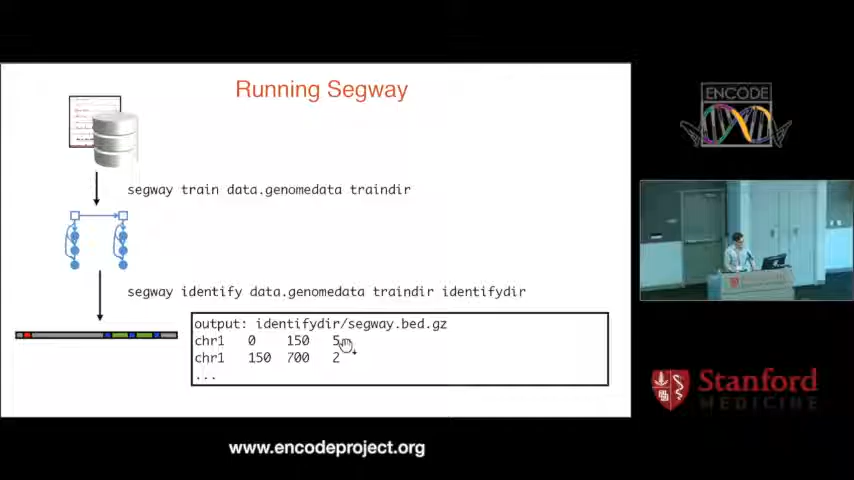 Running Segway
segway train data.genomedata traindir
segway identify data.genomedata traindir identifydir
output: identifydir/segway.bed.gz
chr1 0 150 5
chr1 150 700 2
...
ENCODE
Stanford
MEDICINE
www.encodeproject.org